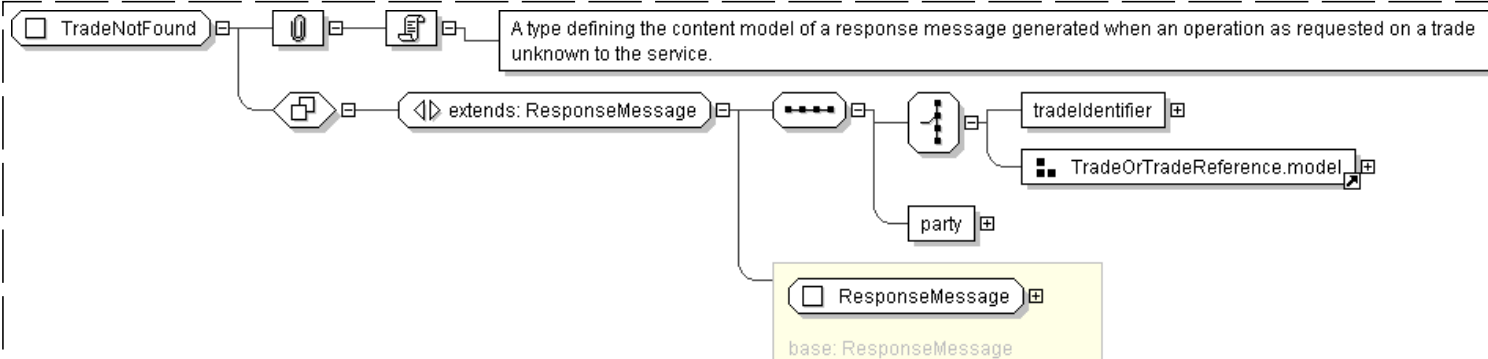 TradeNotFound
A type defining the content model of a response message generated when an operation as requested on a trade
unknown to the service.
extends: ResponseMessage
tradeIdentifier
TradeOrTradeReference.model
party
ResponseMessage
base: ResponseMessage